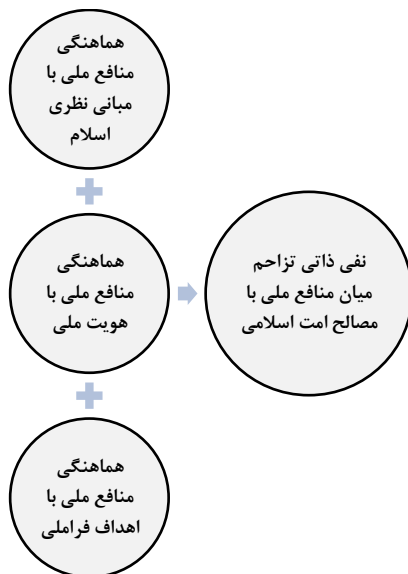 هماهنگی
منافع ملی با
مبانی نظری
اسلام
هماهنگی
منافع ملی با
هویت ملی
نفی ذاتی تزاحم
میان منافع ملی با
مصالح امت اسلامی
هماهنگی
منافع ملی با
اهداف فراملی